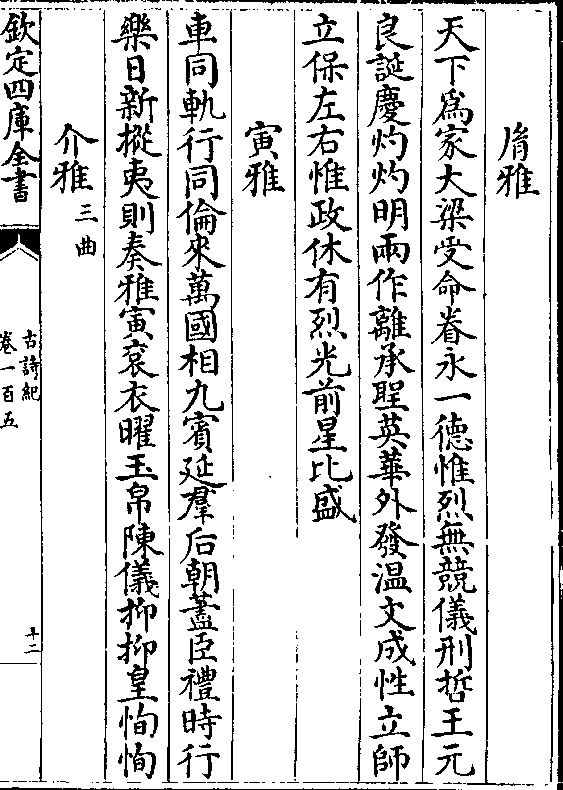 胤雅
天下爲家大梁受命眷永一德惟烈無競儀刑哲王元
良誕慶灼灼明兩作離承聖英華外發温文成性立師
立保左右惟政休有烈光前星比盛
寅雅
車同軌行同倫來萬國相九賓延羣后朝藎臣禮時行
樂日新摐夷則奏雅寅衮衣曜玉帛陳儀抑抑皇恂恂
介雅三曲
欽定四庫全書
古詩紀
卷一百五
十二